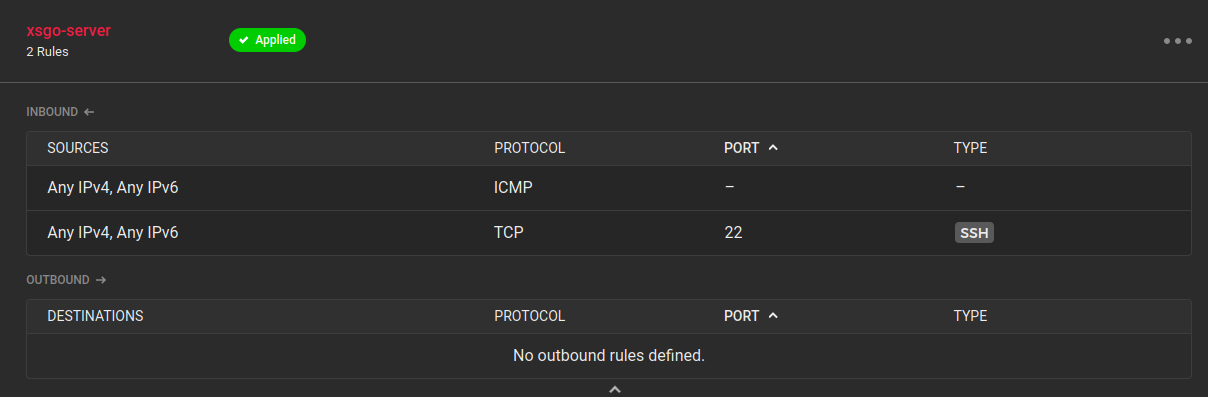 xsgo-server
Applied
2 Rules
INBOUND ←
SOURCES PROTOCOL PORT TYPE
Any IPv4, Any IPv6 ICMP – –
Any IPv4, Any IPv6 TCP 22 SSH
OUTBOUND →
DESTINATIONS PROTOCOL PORT TYPE
No outbound rules defined.